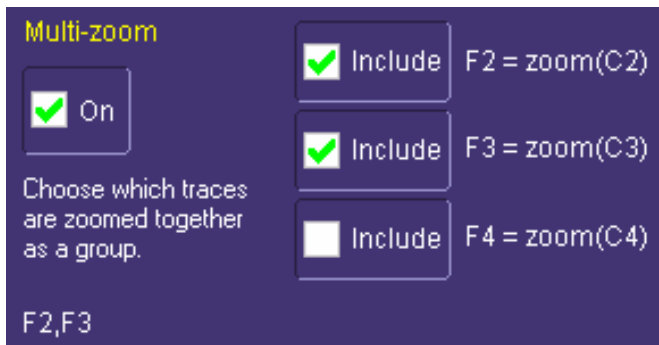 Multi-zoom
On
Choose which traces
are zoomed together
as a group.
F2,F3
Include F2 = zoom(C2)
Include F3 = zoom(C3)
Include F4 = zoom(C4)